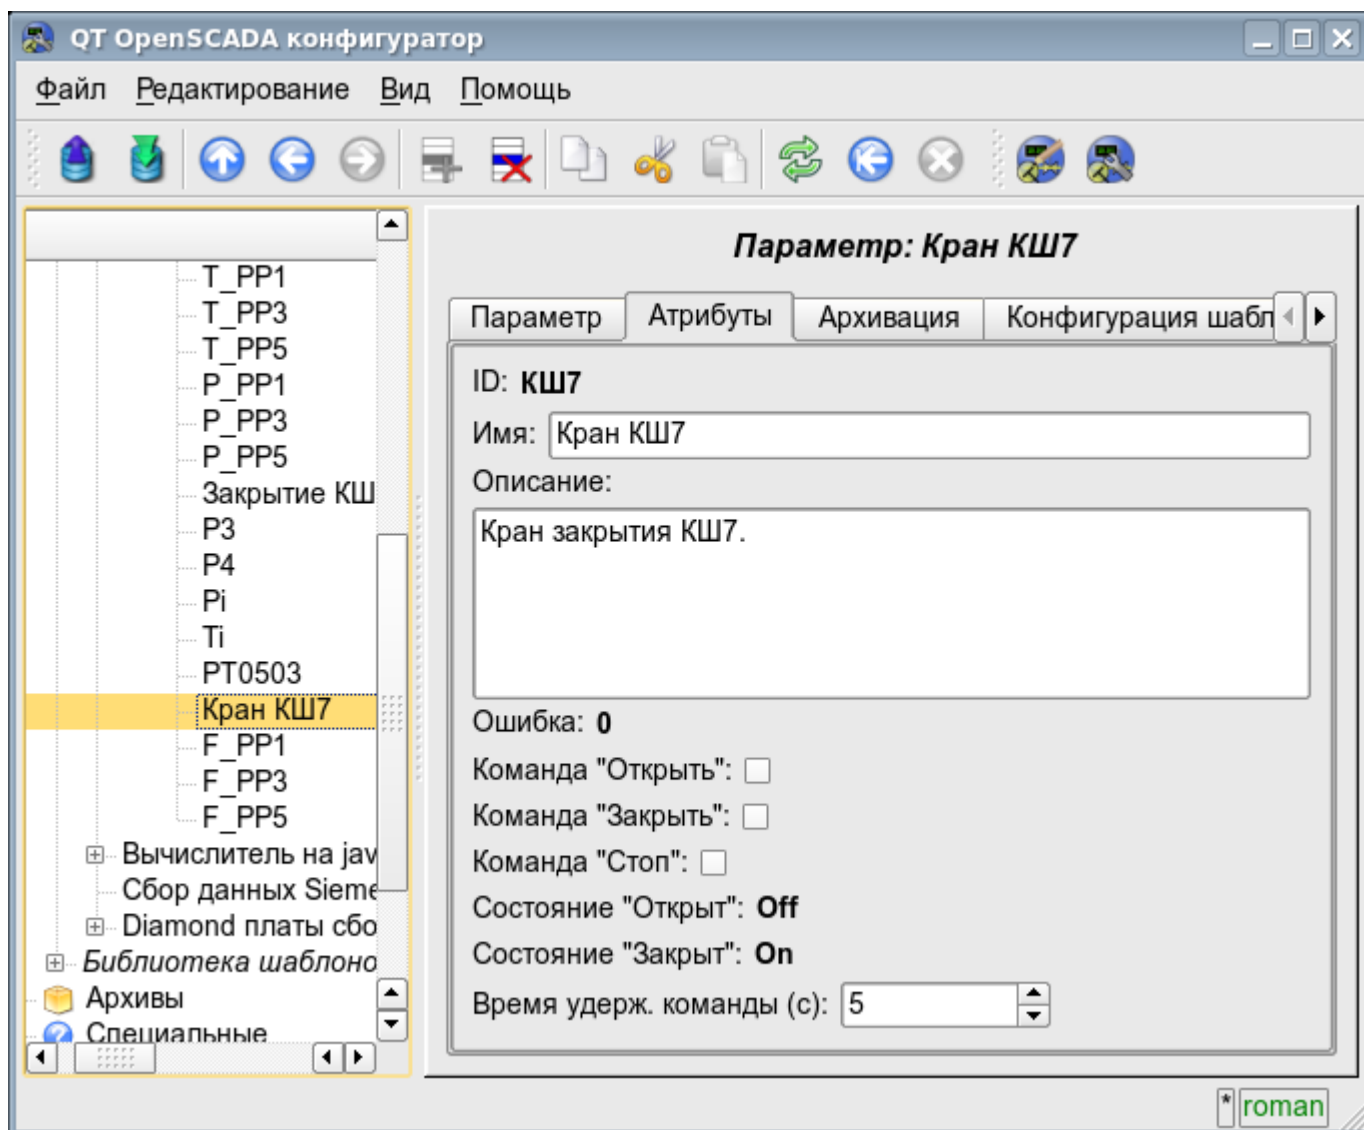 QT OpenSCADA конфигуратор
Файл Редактирование Вид Помощь
T_PP1
T_PP3
T_PP5
P_PP1
P_PP3
P_PP5
Закрытие КШ
P3
P4
Pi
Ti
PT0503
Кран КШ7
F_PP1
F_PP3
F_PP5
Вычислитель на jav
Сбор данных Sieme
Diamond платы сбо
Библиотека шаблоно
Архивы
Специальные
Параметр: Кран КШ7
Параметр Атрибуты Архивация Конфигурация шабл
ID: КШ7
Имя: Кран КШ7
Описание:
Кран закрытия КШ7.
Ошибка: 0
Команда "Открыть":
Команда "Закрыть":
Команда "Стоп":
Состояние "Открыт": Off
Состояние "Закрыт": On
Время удерж. команды (с): 5
* roman